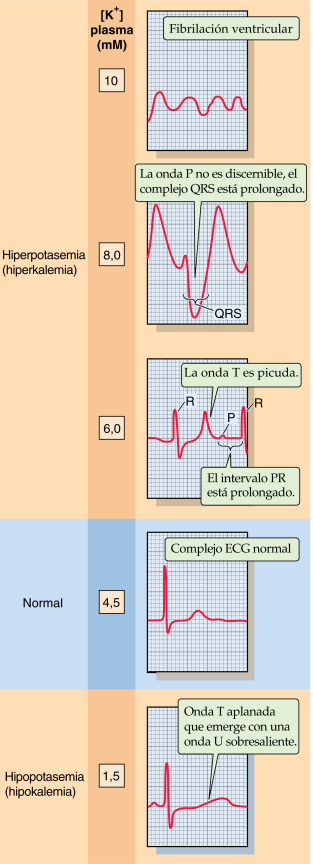 [K+]
plasma
(mM)
10
Fibrilación ventricular
La onda P no es discernible, el
complejo QRS está prolongado.
Hiperpotasemia
(hiperkalemia)
8,0
QRS
La onda T es picuda.
6,0
R
P
R
El intervalo PR
está prolongado.
Normal
4,5
Complejo ECG normal
Hipopotasemia
(hipokalemia)
1,5
Onda T aplanada
que emerge con una
onda U sobresaliente.